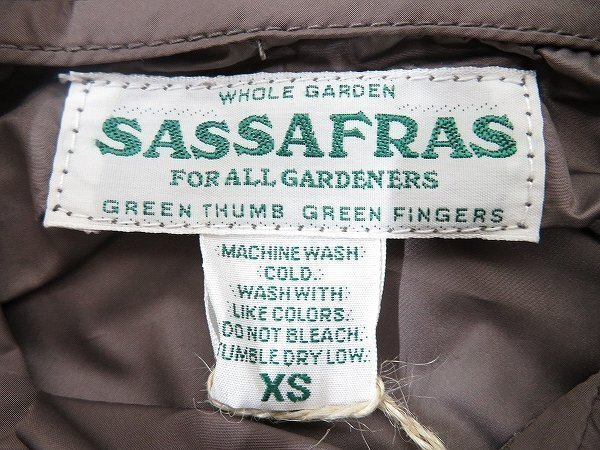 WHOLE GARDEN
SASSAFRAS
FOR ALL GARDENERS
GREEN THUMB GREEN FINGERS
MACHINE WASH
COLD.
WASH WITH
LIKE COLORS.
DO NOT BLEACH.
TUMBLE DRY LOW.
XS